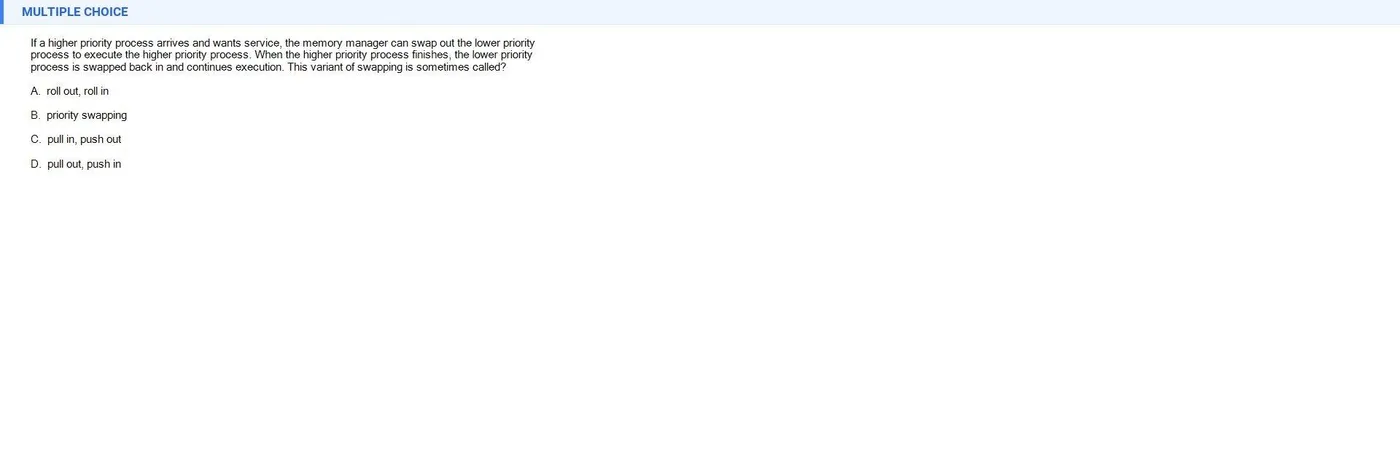 MULTIPLE CHOICE
If a higher priority process arrives and wants service, the memory manager can swap out the lower priority
process to execute the higher priority process. When the higher priority process finishes, the lower priority
process is swapped back in and continues execution. This variant of swapping is sometimes called?
A. roll out, roll in
B. priority swapping
C. pull in, push out
D. pull out, push in